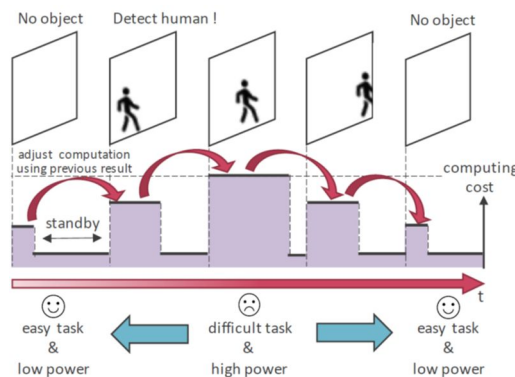 No object
Detect human !
No object
adjust computation
using previous result
computing
cost
standby
t
easy task
&
low power
difficult task
&
high power
easy task
&
low power